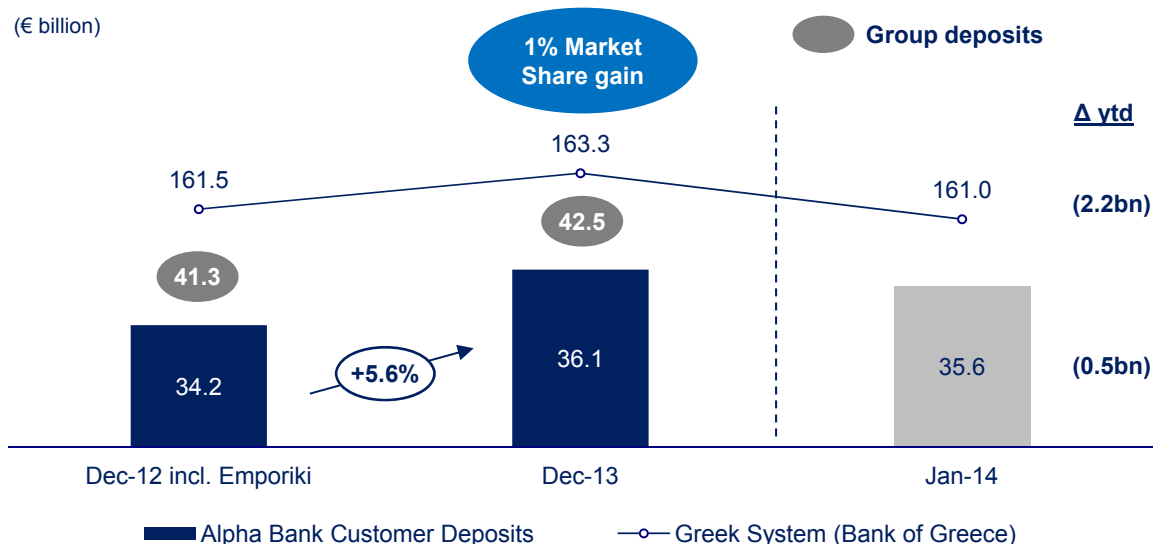 (€ billion)
1% Market
Share gain
Group deposits
Δ ytd
161.5
163.3
161.0
(2.2bn)
41.3
42.5
34.2
+5.6%
36.1
35.6
(0.5bn)
Dec-12 incl. Emporiki
Dec-13
Jan-14
Alpha Bank Customer Deposits
Greek System (Bank of Greece)